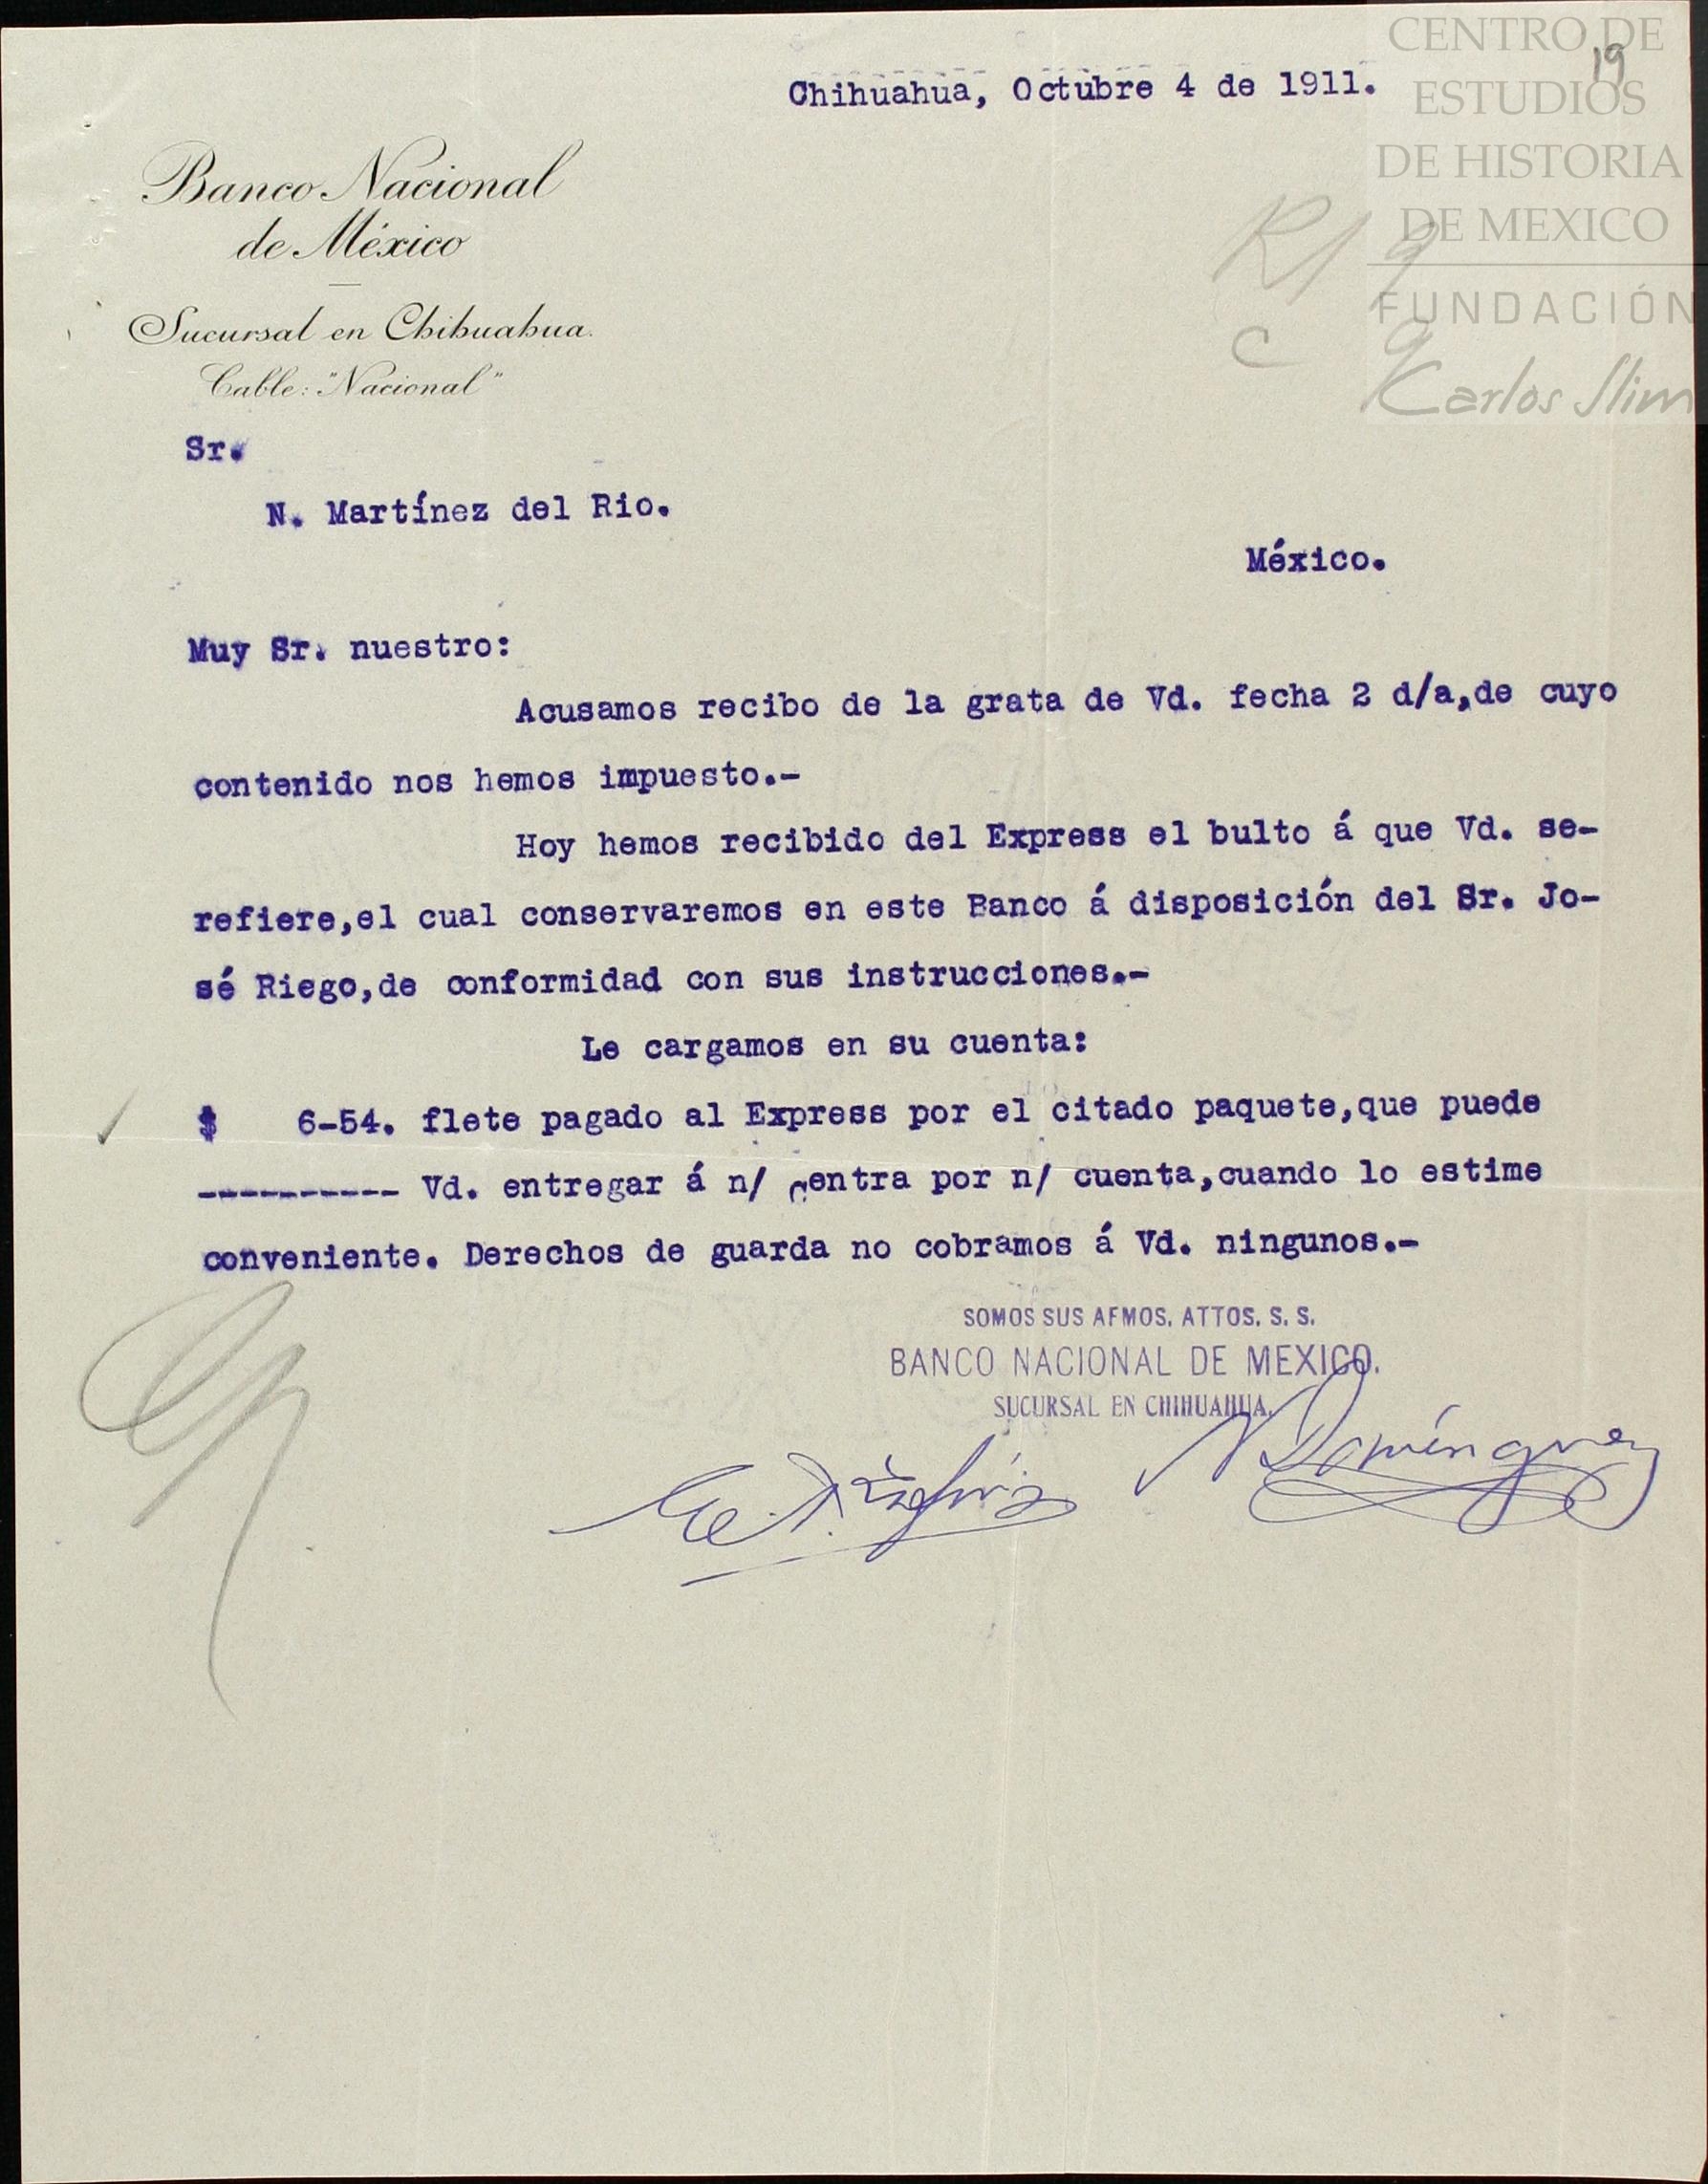 Chihuahua, Octubre 4 de 1911.
19
CENTRO DE
ESTUDIOS
DE HISTORIA
DE MEXICO
FUNDACIÓN
Carlos Slim
Banco Nacional
de México
Sucursal en Chihuahua.
Cable: "Nacional"
Sr.
N. Martínez del Rio.
México.
Muy Sr. nuestro:
Acusamos recibo de la grata de Vd. fecha 2 d/a,de cuyo
contenido nos hemos impuesto.-
Hoy hemos recibido del Express el bulto á que Vd. se-
refiere,el cual conservaremos en este Banco á disposición del Sr. Jo-
sé Riego,de conformidad con sus instrucciones.-
Le cargamos en su cuenta:
$ 6-54. flete pagado al Express por el citado paquete,que puede
---------- Vd. entregar á n/ Centra por n/ cuenta,cuando lo estime
conveniente. Derechos de guarda no cobramos á Vd. ningunos.-
SOMOS SUS AFMOS. ATTOS. S. S.
BANCO NACIONAL DE MEXICO.
SUCURSAL EN CHIHUAHUA.
Domínguez